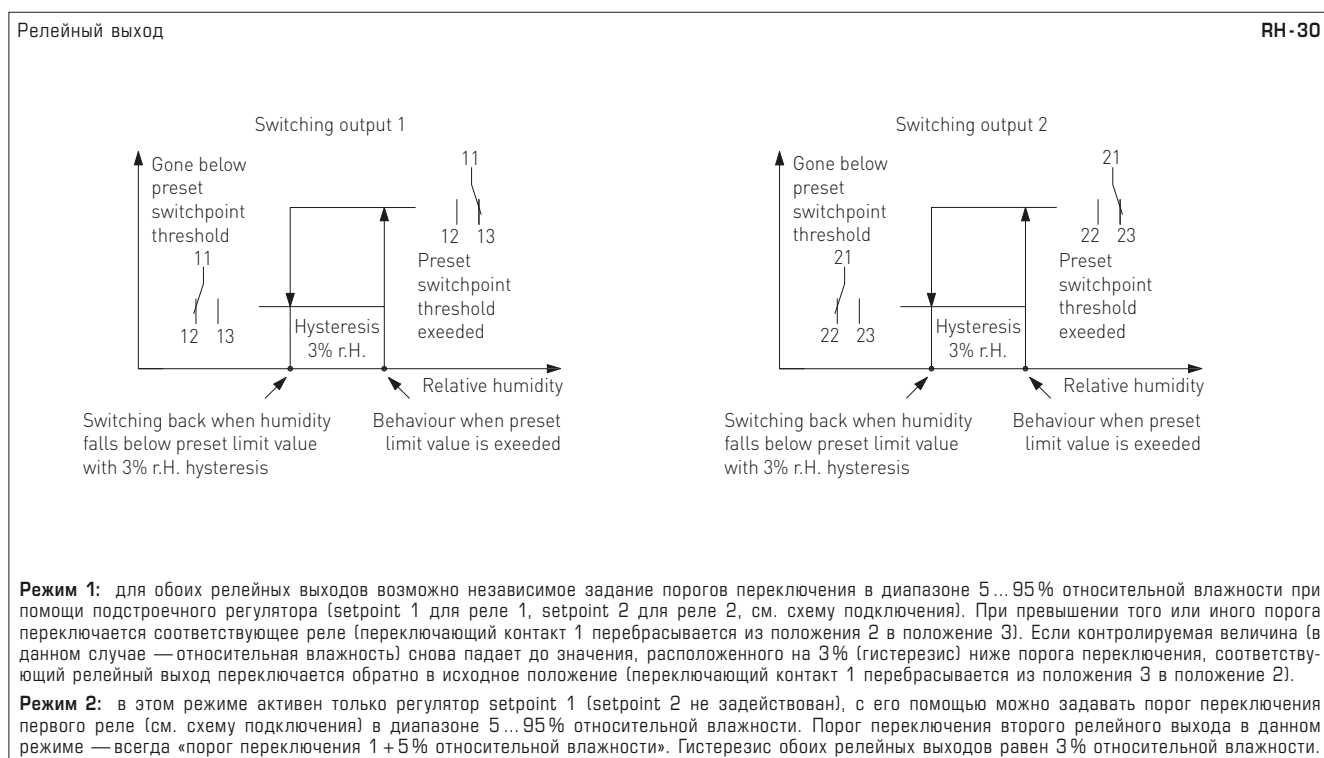 Релейный выход
RH-30
Switching output 1
Gone below
preset
switchpoint
threshold
11
12 13
11
12 13
Preset
switchpoint
threshold
exeeded
Hysteresis
3% r.H.
Relative humidity
Switching back when humidity
falls below preset limit value
with 3% r.H. hysteresis
Behaviour when preset
limit value is exeeded
Switching output 2
Gone below
preset
switchpoint
threshold
21
22 23
21
22 23
Preset
switchpoint
threshold
exeeded
Hysteresis
3% r.H.
Relative humidity
Switching back when humidity
falls below preset limit value
with 3% r.H. hysteresis
Behaviour when preset
limit value is exeeded
Режим 1: для обоих релейных выходов возможно независимое задание порогов переключения в диапазоне 5...95% относительной влажности при
помощи подстроечного регулятора (setpoint 1 для реле 1, setpoint 2 для реле 2, см. схему подключения). При превышении того или иного порога
переключается соответствующее реле (переключающий контакт 1 перебрасывается из положения 2 в положение 3). Если контролируемая величина (в
данном случае — относительная влажность) снова падает до значения, расположенного на 3% (гистерезис) ниже порога переключения, соответству-
ющий релейный выход переключается обратно в исходное положение (переключающий контакт 1 перебрасывается из положения 3 в положение 2).
Режим 2: в этом режиме активен только регулятор setpoint 1 (setpoint 2 не задействован), с его помощью можно задавать порог переключения
первого реле (см. схему подключения) в диапазоне 5...95% относительной влажности. Порог переключения второго релейного выхода в данном
режиме — всегда «порог переключения 1+5% относительной влажности». Гистерезис обоих релейных выходов равен 3% относительной влажности.